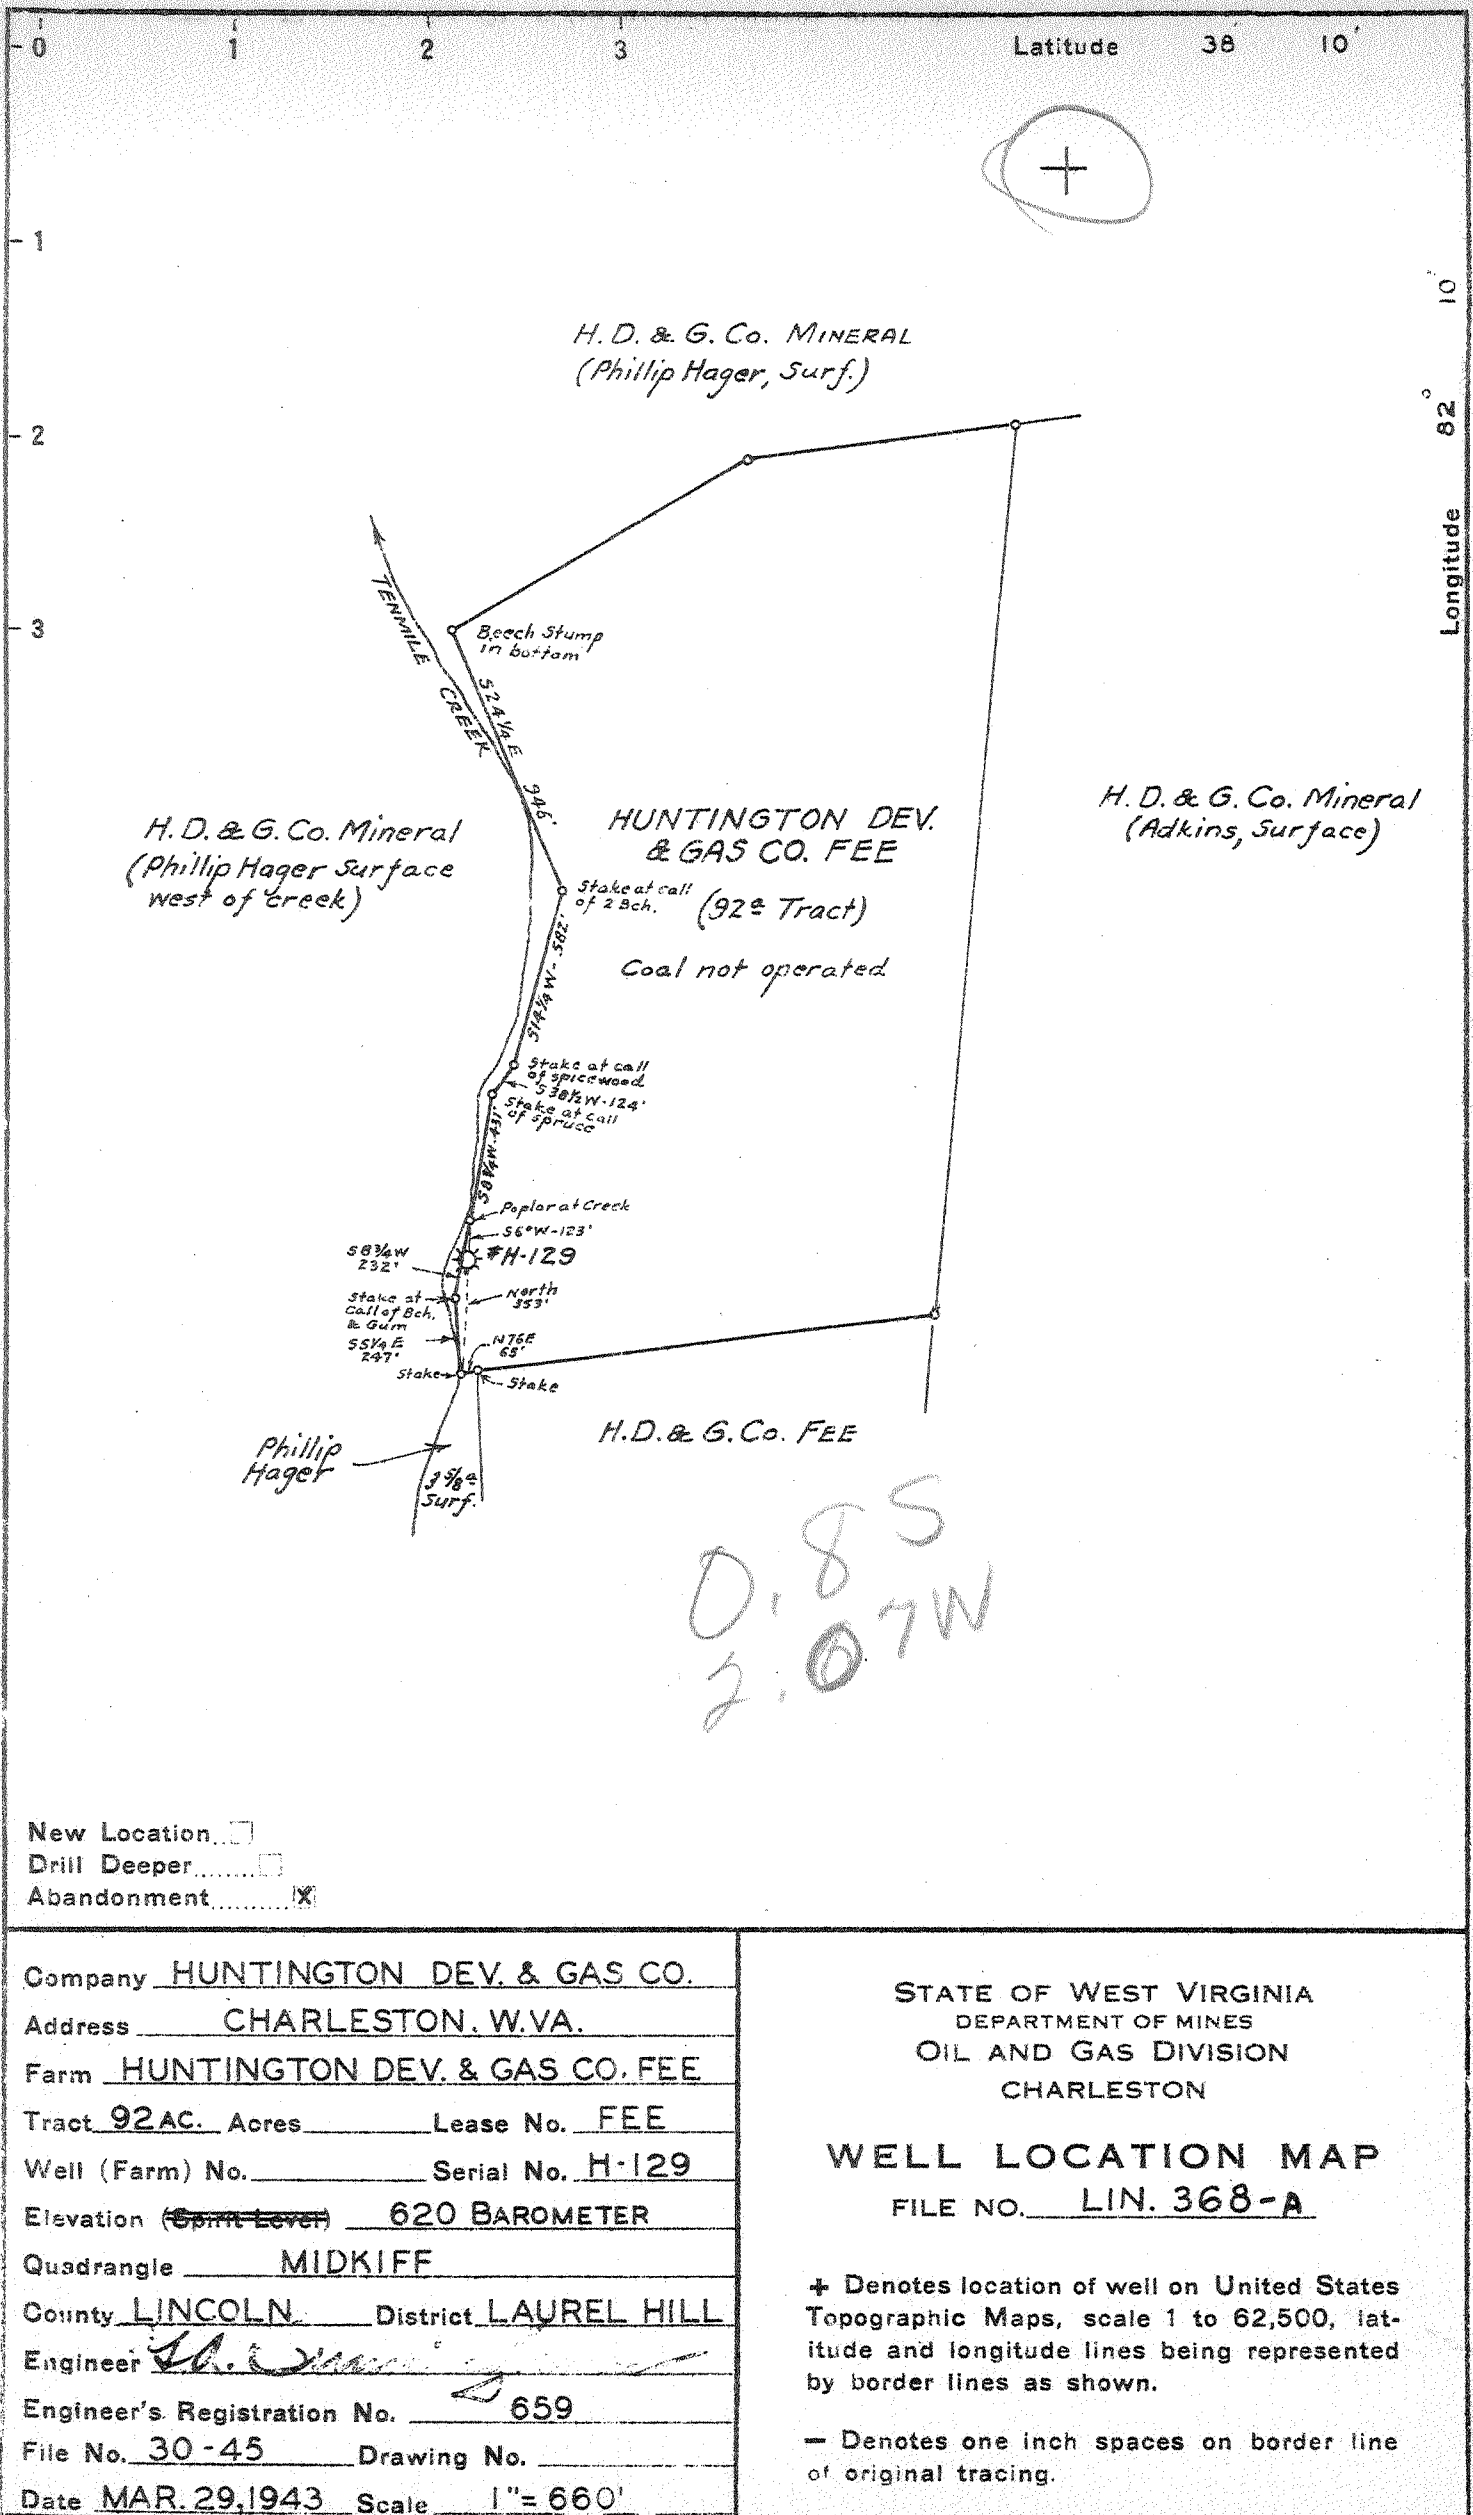 0 1 2 3 Latitude 38 10'
1
2
3
Longitude 82° 10'
H. D. & G. Co. MINERAL
(Phillip Hager, Surf.)
TENMILE CREEK
Beech Stump
in bottom
S24¼E 946'
H. D. & G. Co. Mineral
(Phillip Hager Surface
west of creek)
HUNTINGTON DEV.
& GAS CO. FEE
(92ª Tract)
Coal not operated
H. D. & G. Co. Mineral
(Adkins, Surface)
Stake at call
of 2 Bch.
S14¼W - 582'
Stake at call
of spicewood
S38½W-124'
Stake at call
of spruce
S8¼W-431'
Poplar at Creek
S6°W-123'
#H-129
S8¾W
232'
North
353'
Stake at
Call of Bch.
& Gum
S5¼E
247'
N76E
65'
Stake
Stake
Phillip
Hager
3⅝ª
Surf.
H.D. & G. Co. FEE
0.8S
2.07W
New Location
Drill Deeper
Abandonment X
Company HUNTINGTON DEV. & GAS CO.
Address CHARLESTON. W.VA.
Farm HUNTINGTON DEV. & GAS CO. FEE
Tract 92 AC. Acres Lease No. FEE
Well (Farm) No. Serial No. H-129
Elevation (Spirit Level) 620 BAROMETER
Quadrangle MIDKIFF
County LINCOLN District LAUREL HILL
Engineer
Engineer's Registration No. 659
File No. 30-45 Drawing No.
Date MAR. 29,1943 Scale 1"= 660'
STATE OF WEST VIRGINIA
DEPARTMENT OF MINES
OIL AND GAS DIVISION
CHARLESTON
WELL LOCATION MAP
FILE NO. LIN. 368-A
+ Denotes location of well on United States
Topographic Maps, scale 1 to 62,500, lat-
itude and longitude lines being represented
by border lines as shown.
— Denotes one inch spaces on border line
of original tracing.